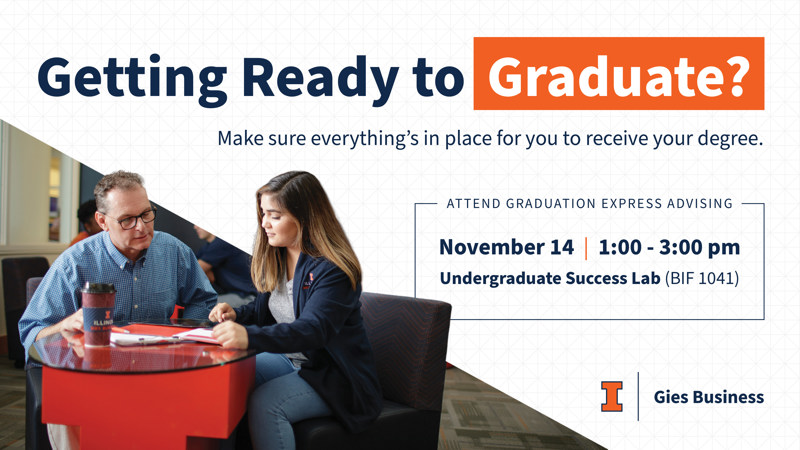 Getting Ready to Graduate?
Make sure everything's in place for you to receive your degree.
ATTEND GRADUATION EXPRESS ADVISING
November 14 | 1:00 - 3:00 pm
Undergraduate Success Lab (BIF 1041)
I
ILLINOIS
I | Gies Business